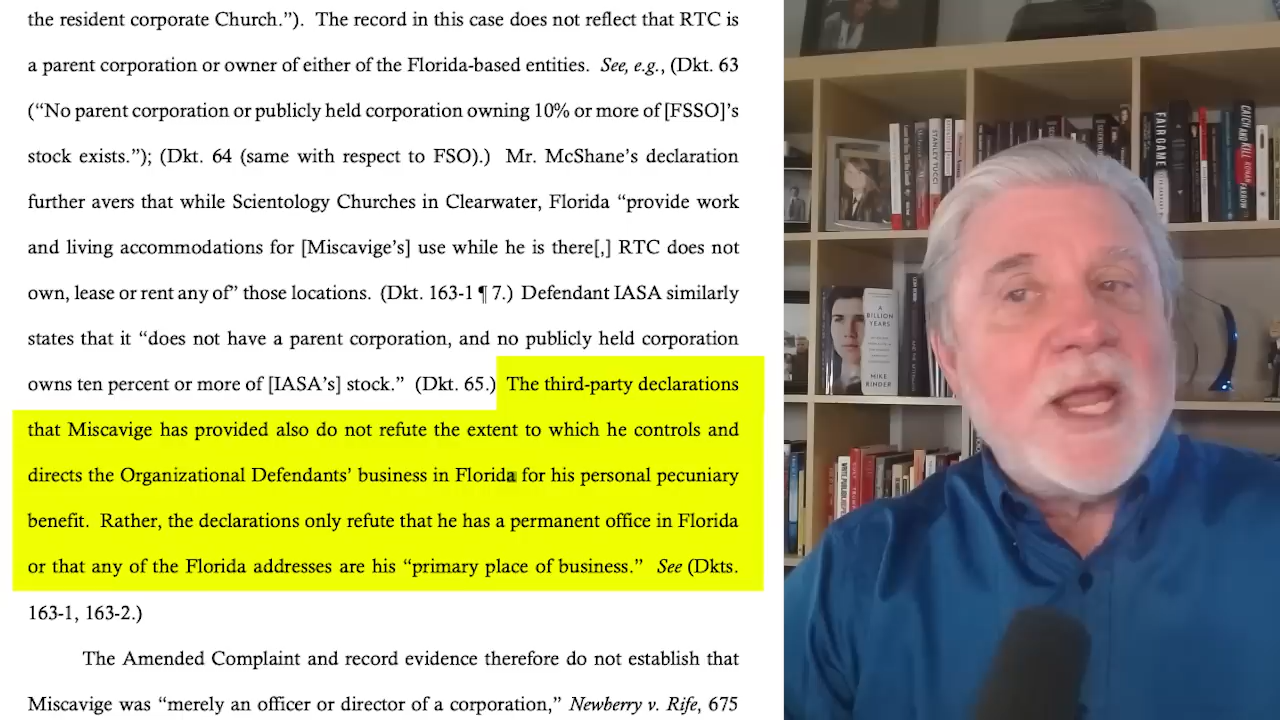 the resident corporate Church.”). The record in this case does not reflect that RTC is
a parent corporation or owner of either of the Florida-based entities. See, e.g., (Dkt. 63
(“No parent corporation or publicly held corporation owning 10% or more of [FSSO]’s
stock exists.”); (Dkt. 64 (same with respect to FSO).) Mr. McShane’s declaration
further avers that while Scientology Churches in Clearwater, Florida “provide work
and living accommodations for [Miscavige’s] use while he is there[,] RTC does not
own, lease or rent any of” those locations. (Dkt. 163-1 ¶ 7.) Defendant IASA similarly
states that it “does not have a parent corporation, and no publicly held corporation
owns ten percent or more of [IASA’s] stock.” (Dkt. 65.) The third-party declarations
that Miscavige has provided also do not refute the extent to which he controls and
directs the Organizational Defendants’ business in Florida for his personal pecuniary
benefit. Rather, the declarations only refute that he has a permanent office in Florida
or that any of the Florida addresses are his “primary place of business.” See (Dkts.
163-1, 163-2.)
The Amended Complaint and record evidence therefore do not establish that
Miscavige was “merely an officer or director of a corporation,” Newberry v. Rife, 675
STANLEY TUCCI
FAIR GAME
CATCH AND KILL RONAN FARROW
A
BILLION
YEARS
MIKE
RINDER